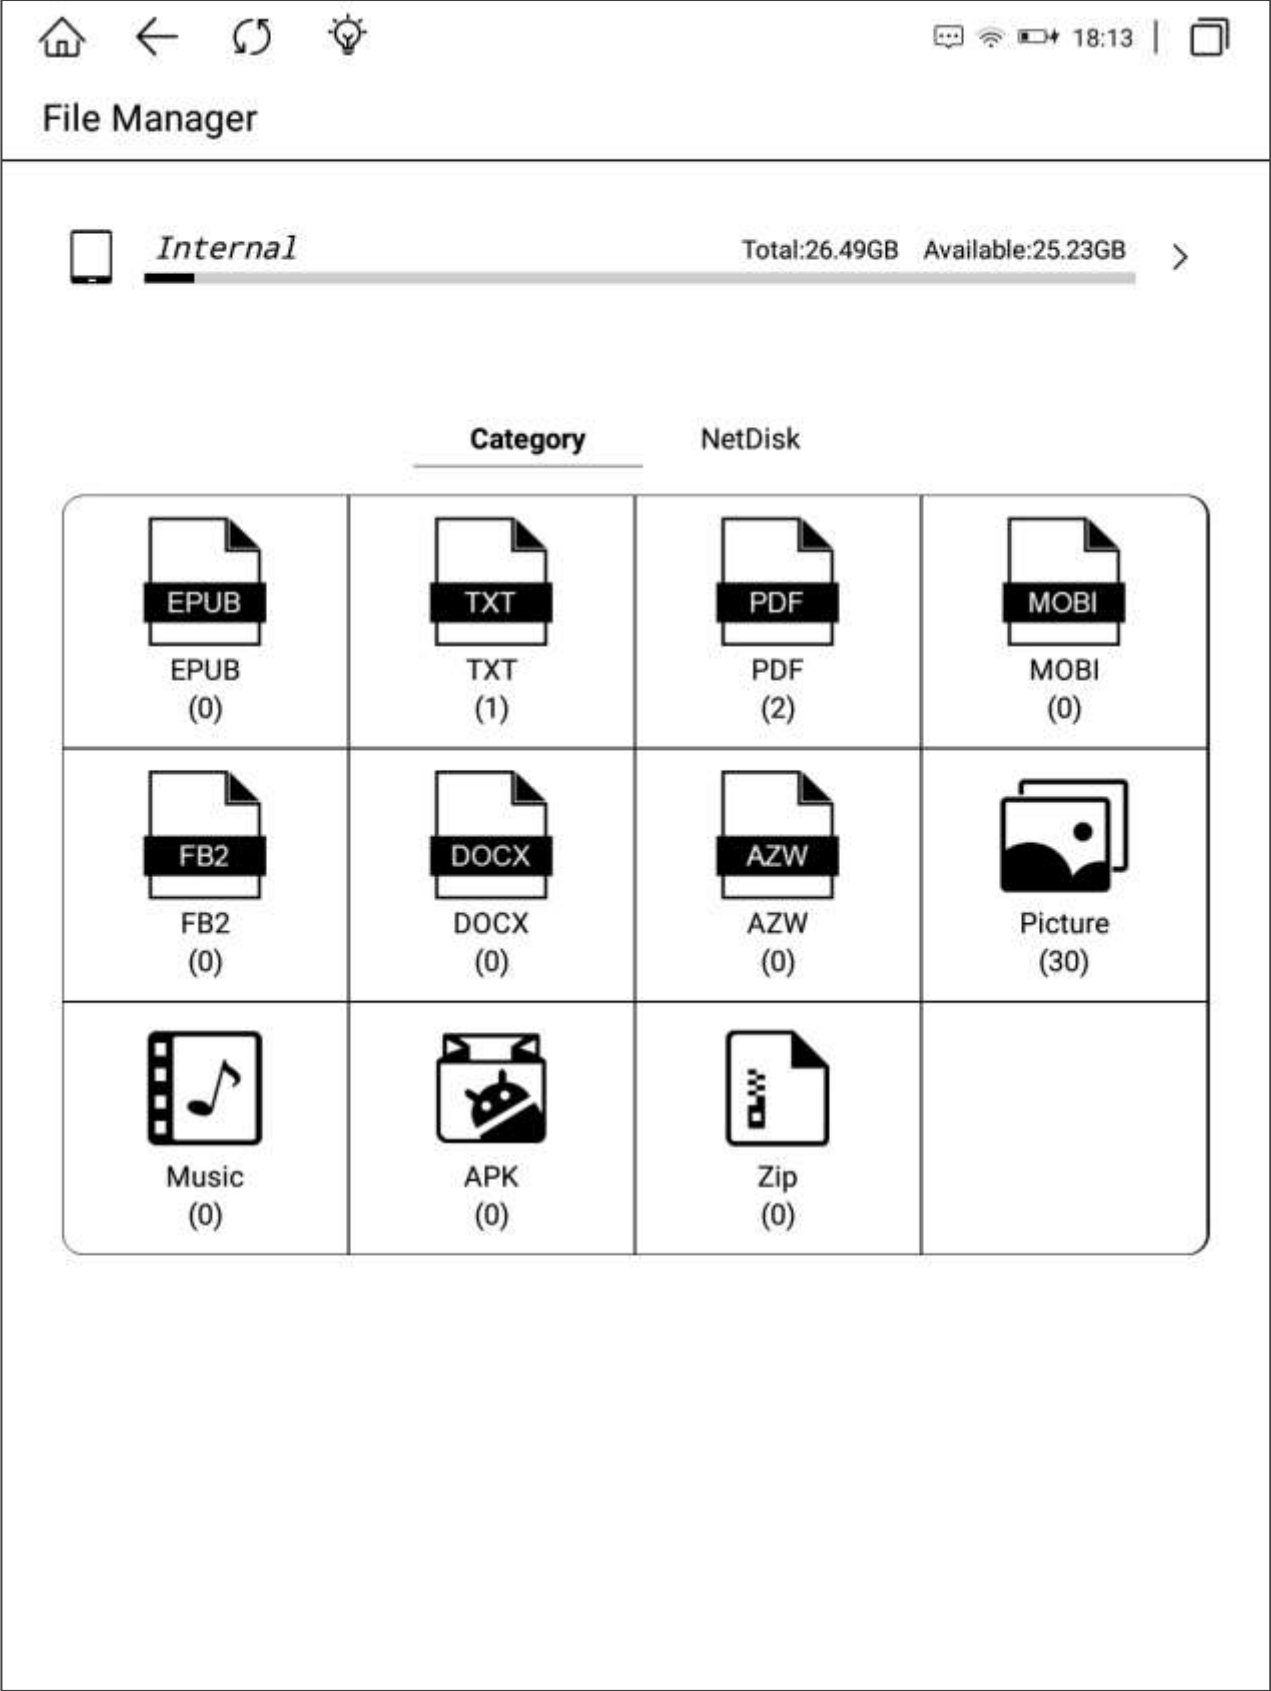 18:13
File Manager
Internal Total:26.49GB Available:25.23GB
Category NetDisk
EPUB TXT PDF MOBI
EPUB TXT PDF MOBI
(0) (1) (2) (0)
FB2 DOCX AZW
FB2 DOCX AZW Picture
(0) (0) (0) (30)
Music APK Zip
(0) (0) (0)